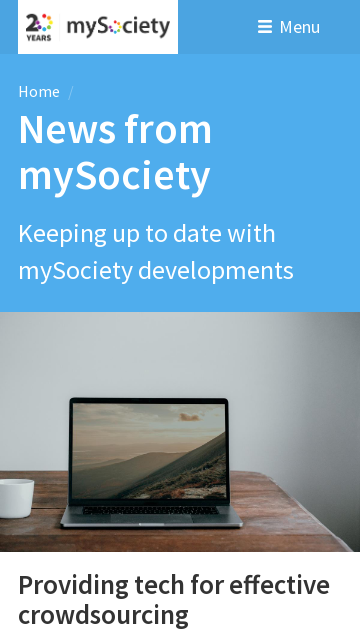 20 YEARS mySociety
Menu
Home /
News from
mySociety
Keeping up to date with
mySociety developments
Providing tech for effective
crowdsourcing